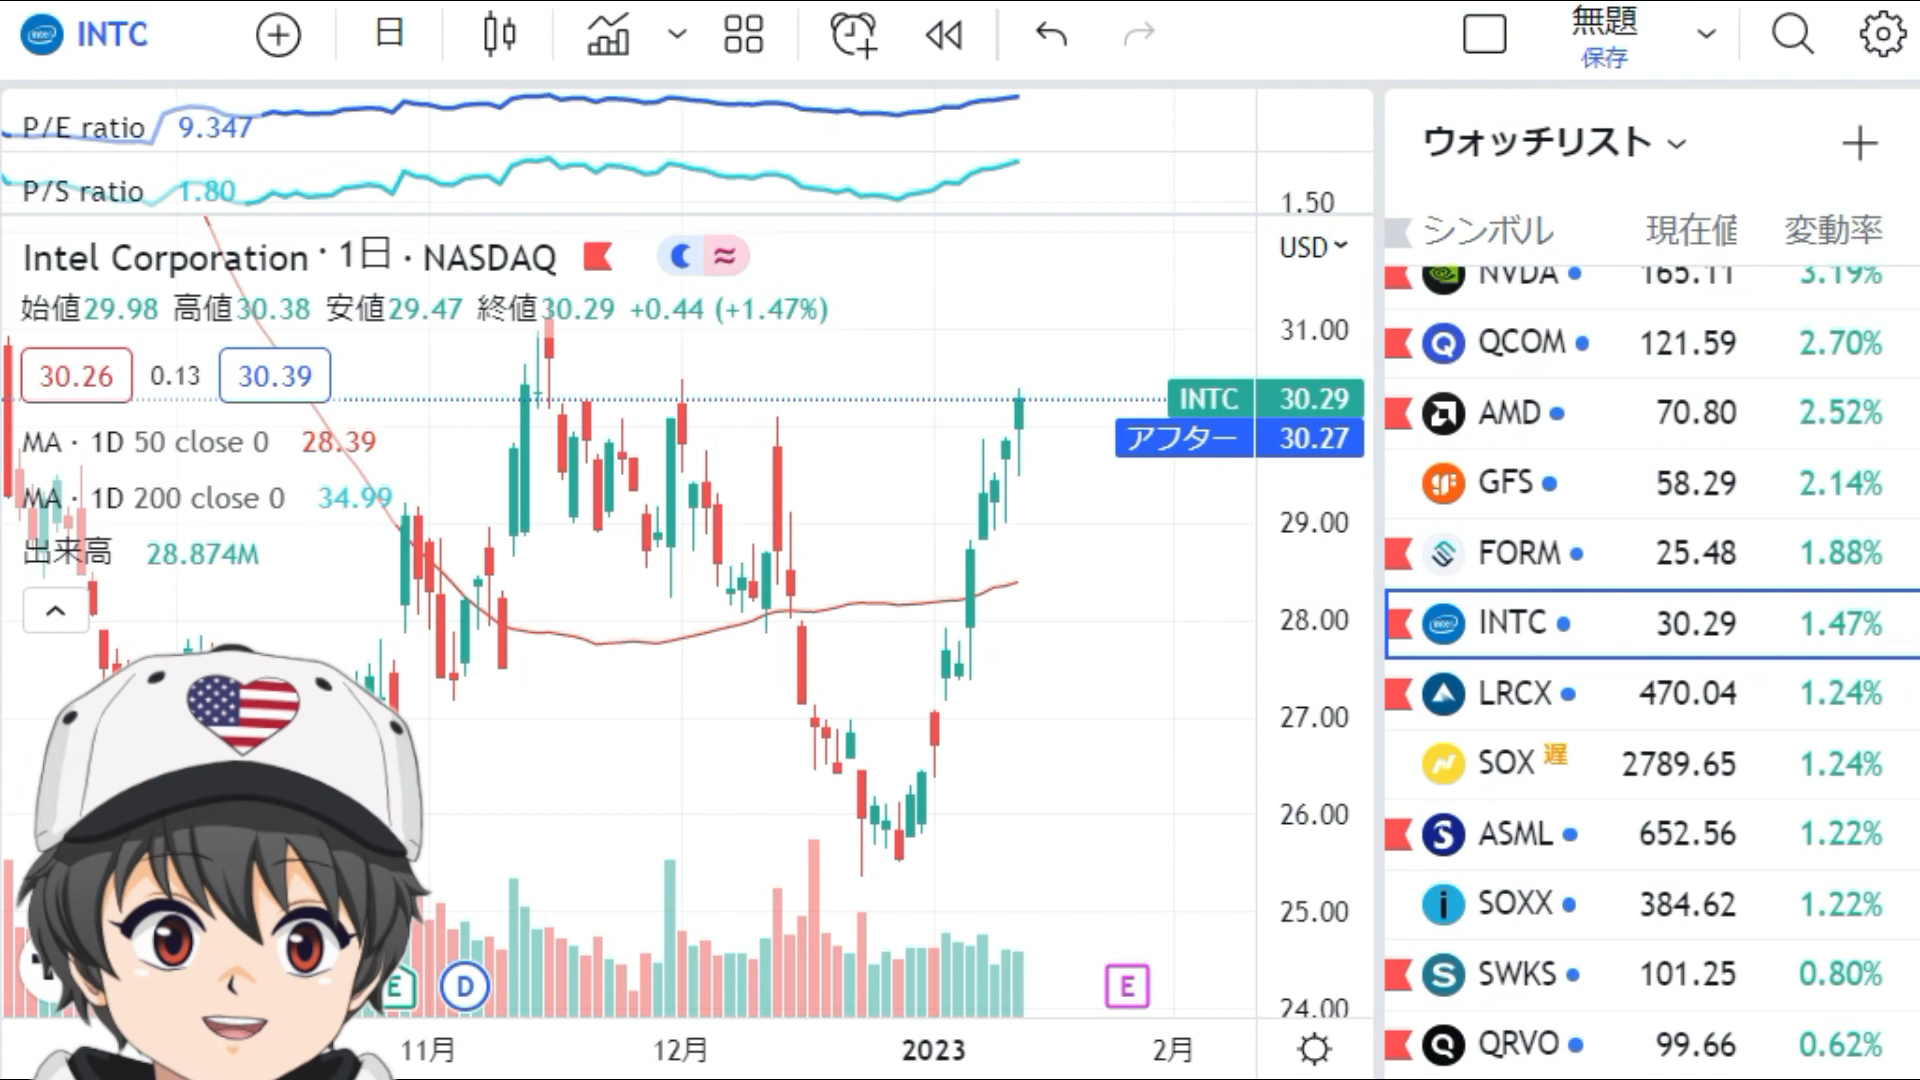 INTC
日
無題
保存
P/E ratio 9.347
P/S ratio 1.80
1.50
Intel Corporation · 1日 · NASDAQ
USD
始値29.98 高値30.38 安値29.47 終値30.29 +0.44 (+1.47%)
31.00
30.26 0.13 30.39
INTC 30.29
アフター 30.27
MA · 1D 50 close 0 28.39
MA · 1D 200 close 0 34.99
出来高 28.874M
29.00
28.00
27.00
26.00
25.00
24.00
E
D
E
11月
12月
2023
2月
ウォッチリスト
シンボル 現在値 変動率
NVDA 165.11 3.19%
QCOM 121.59 2.70%
AMD 70.80 2.52%
GFS 58.29 2.14%
FORM 25.48 1.88%
INTC 30.29 1.47%
LRCX 470.04 1.24%
SOX 遅 2789.65 1.24%
ASML 652.56 1.22%
SOXX 384.62 1.22%
SWKS 101.25 0.80%
QRVO 99.66 0.62%